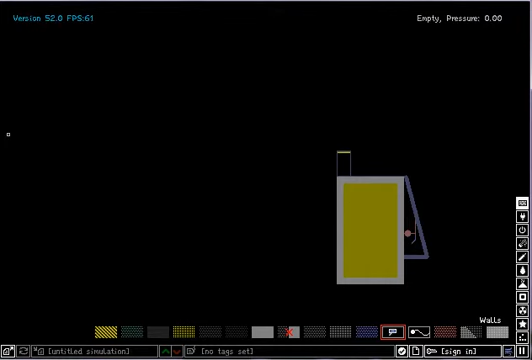 Version 52.0 FPS:61
Empty, Pressure: 0.00
Walls
[untitled simulation]
[no tags set]
[sign in]